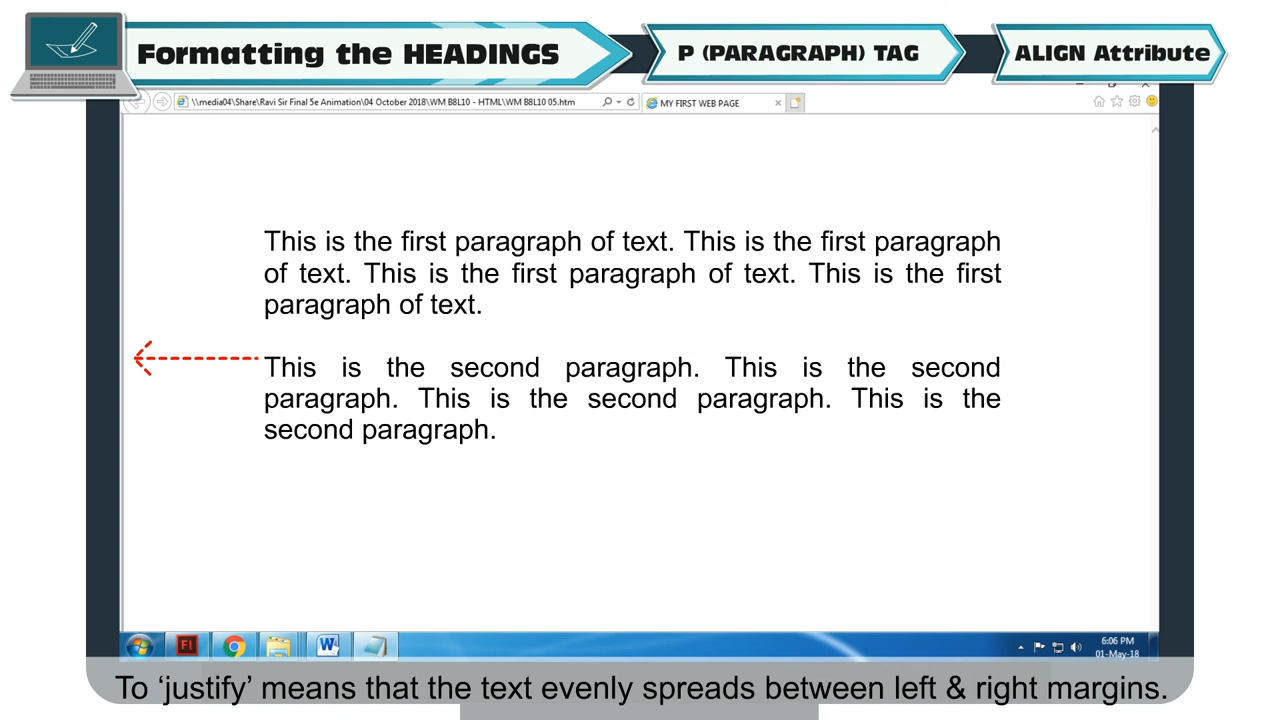 Formatting the HEADINGS
P (PARAGRAPH) TAG
ALIGN Attribute
\\media04\Share\Ravi Sir Final 5e Animation\04 October 2018\WM B8L10 - HTML\WM B8L10 05.htm
MY FIRST WEB PAGE
This is the first paragraph of text. This is the first paragraph
of text. This is the first paragraph of text. This is the first
paragraph of text.
This is the second paragraph. This is the second
paragraph. This is the second paragraph. This is the
second paragraph.
Fl
W
6:06 PM
01-May-18
To ‘justify’ means that the text evenly spreads between left & right margins.